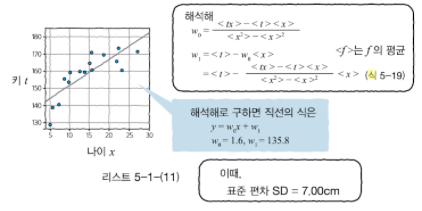 키 t
180
170
160
150
140
130
5 10 15 20 25 30
나이 x
해석해
w₀ = <tx> - <t><x> / <x²> - <x>²
w₁ = <t> - w₀<x>
<f>는 f의 평균
= <t> - <tx> - <t><x> / <x²> - <x>² <x> (식 5-19)
해석해로 구하면 직선의 식은
y = w₀x + w₁
w₀ = 1.6, w₁ = 135.8
리스트 5-1-(11)
이때,
표준 편차 SD = 7.00cm